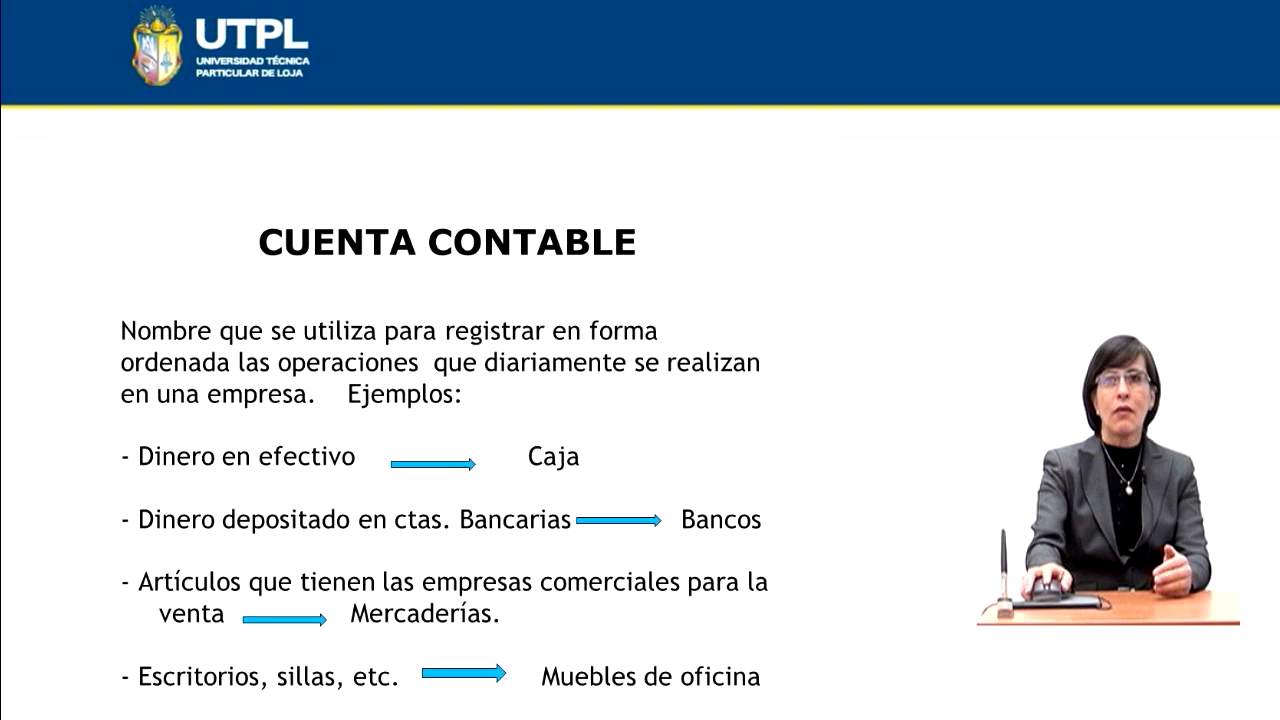 UTPL
UNIVERSIDAD TÉCNICA
PARTICULAR DE LOJA
CUENTA CONTABLE
Nombre que se utiliza para registrar en forma
ordenada las operaciones que diariamente se realizan
en una empresa. Ejemplos:
- Dinero en efectivo Caja
- Dinero depositado en ctas. Bancarias Bancos
- Artículos que tienen las empresas comerciales para la
venta Mercaderías.
- Escritorios, sillas, etc. Muebles de oficina